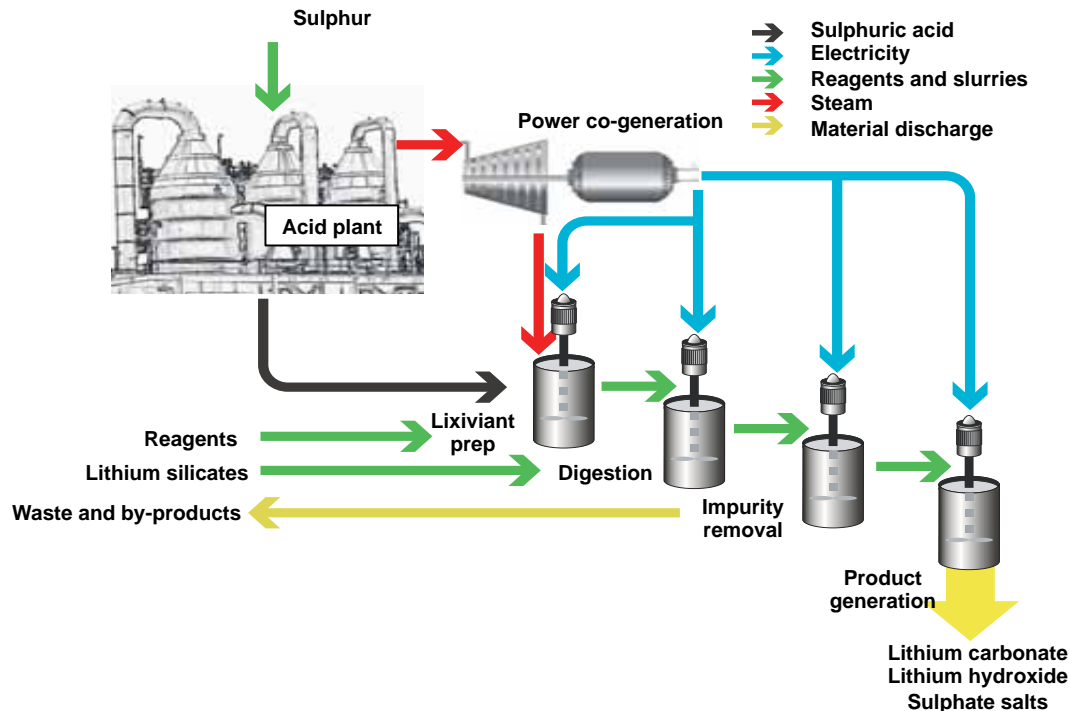 Sulphur
Sulphuric acid
Electricity
Reagents and slurries
Steam
Material discharge
Power co-generation
Acid plant
Lixiviant
prep
Reagents
Lithium silicates
Digestion
Waste and by-products
Impurity
removal
Product
generation
Lithium carbonate
Lithium hydroxide
Sulphate salts